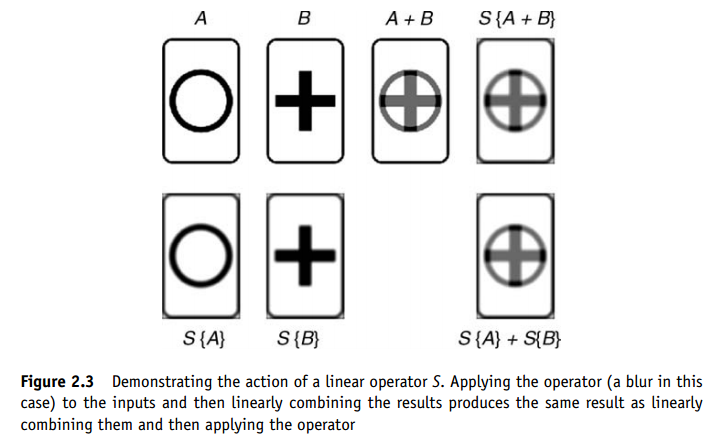 A B A + B S{A + B}
S{A} S{B} S{A} + S{B}
Figure 2.3 Demonstrating the action of a linear operator S. Applying the operator (a blur in this
case) to the inputs and then linearly combining the results produces the same result as linearly
combining them and then applying the operator